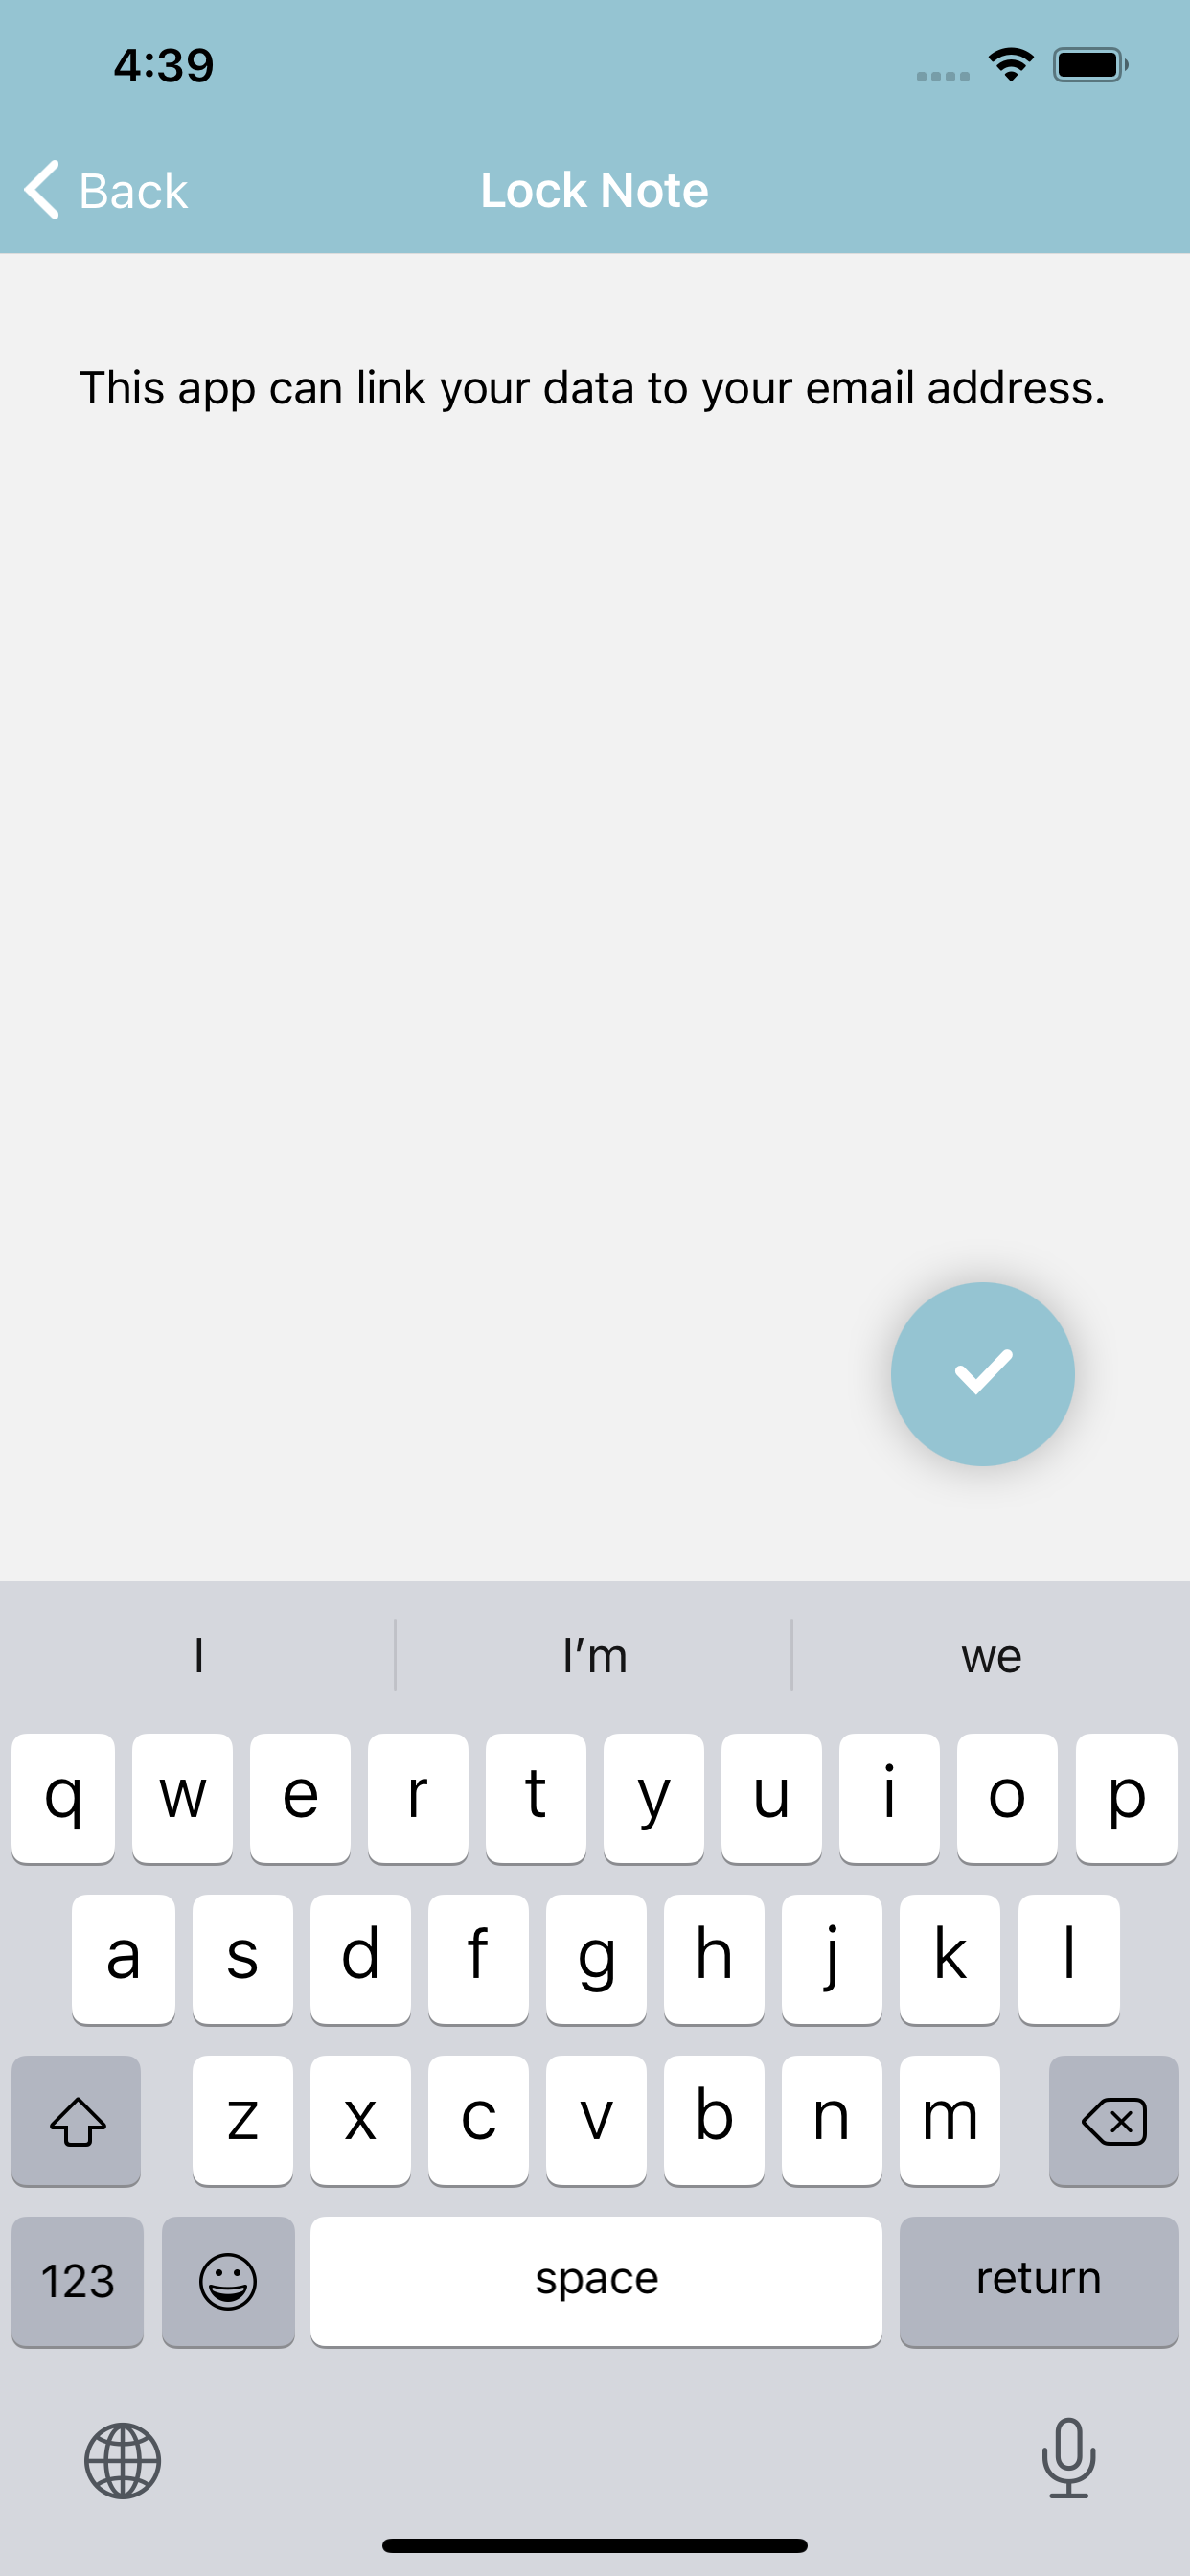 4:39
Back
Lock Note
This app can link your data to your email address.
I
I'm
we
q w e r t y u i o p
a s d f g h j k l
z x c v b n m
123
space
return